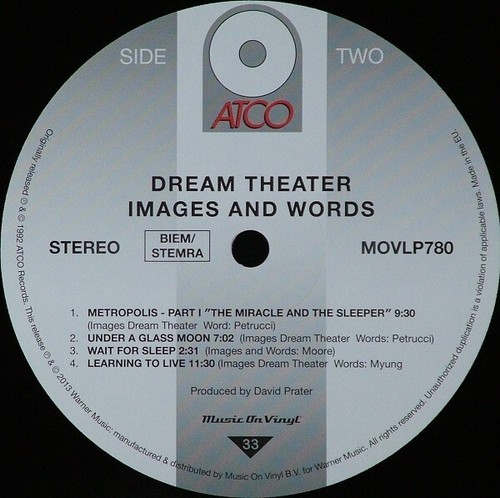 SIDE TWO
ATCO
DREAM THEATER
IMAGES AND WORDS
STEREO BIEM/ STEMRA MOVLP780
1. METROPOLIS - PART I "THE MIRACLE AND THE SLEEPER" 9:30
(Images Dream Theater Word: Petrucci)
2. UNDER A GLASS MOON 7:02 (Images Dream Theater Words: Petrucci)
3. WAIT FOR SLEEP 2:31 (Images and Words: Moore)
4. LEARNING TO LIVE 11:30 (Images Dream Theater Words: Myung
Produced by David Prater
Music On Vinyl
33
Originally released ℗ & © 1992 ATCO Records. This release ℗ & © 2013 Warner Music: manufactured & distributed by Music On Vinyl B.V. for Warner Music. All rights reserved. Unauthorized duplication is a violation of applicable laws. Made in the EU.